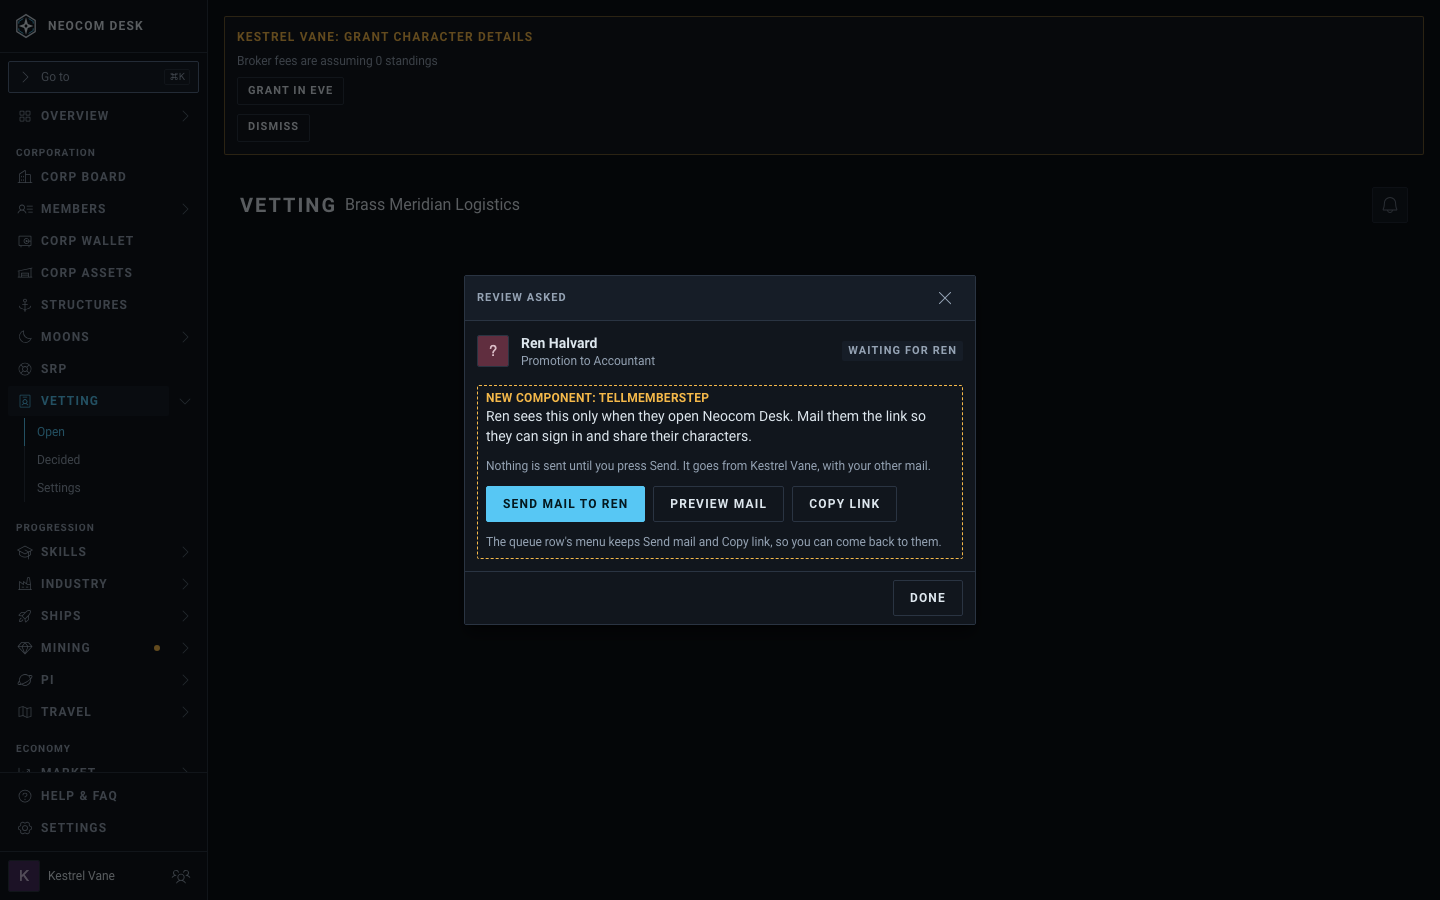 NEOCOM DESK
Go to
⌘K
OVERVIEW
CORPORATION
CORP BOARD
MEMBERS
CORP WALLET
CORP ASSETS
STRUCTURES
MOONS
SRP
VETTING
Open
Decided
Settings
PROGRESSION
SKILLS
INDUSTRY
SHIPS
MINING
PI
TRAVEL
ECONOMY
MARKET
HELP & FAQ
SETTINGS
K
Kestrel Vane
KESTREL VANE: GRANT CHARACTER DETAILS
Broker fees are assuming 0 standings
GRANT IN EVE
DISMISS
VETTING Brass Meridian Logistics
REVIEW ASKED
?
Ren Halvard
Promotion to Accountant
WAITING FOR REN
NEW COMPONENT: TELLMEMBERSTEP
Ren sees this only when they open Neocom Desk. Mail them the link so
they can sign in and share their characters.
Nothing is sent until you press Send. It goes from Kestrel Vane, with your other mail.
SEND MAIL TO REN
PREVIEW MAIL
COPY LINK
The queue row's menu keeps Send mail and Copy link, so you can come back to them.
DONE